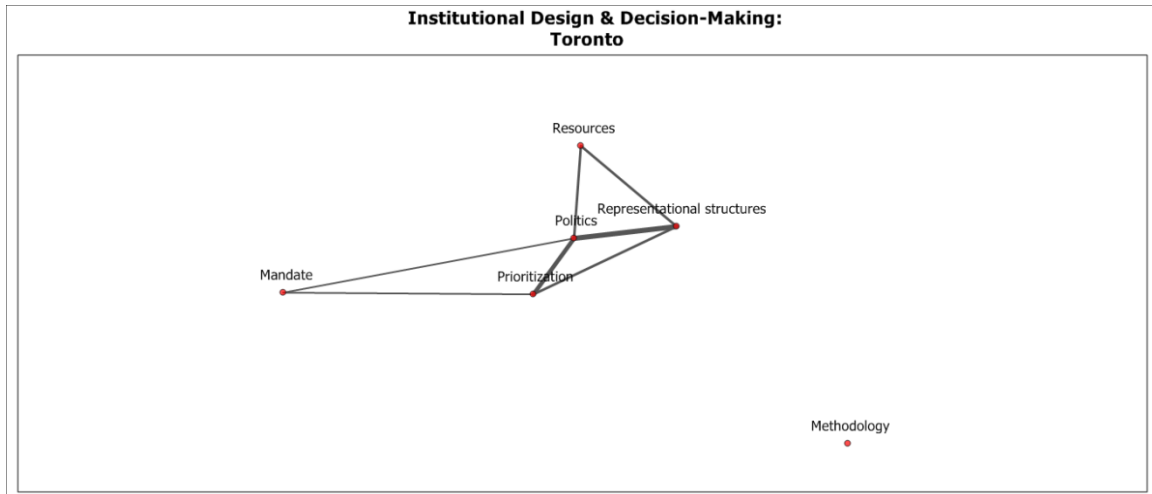 Institutional Design & Decision-Making:
Toronto
Resources
Representational structures
Politics
Mandate
Prioritization
Methodology